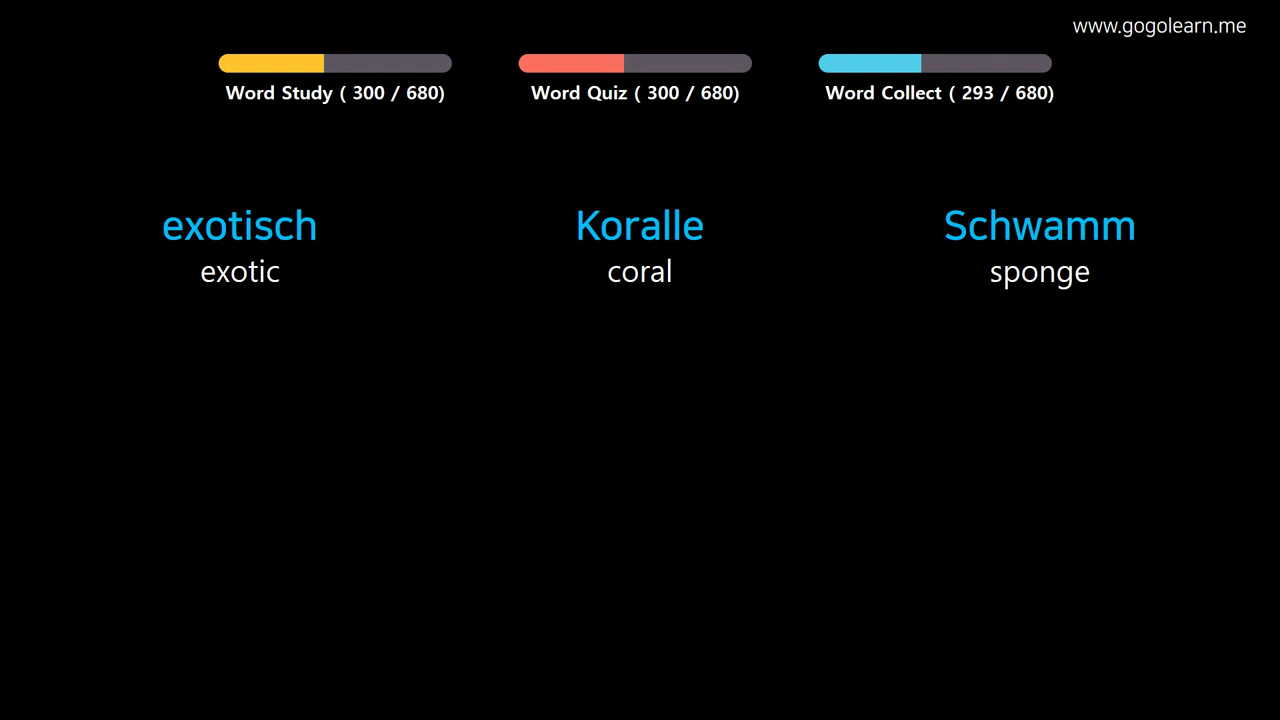 www.gogolearn.me
Word Study ( 300 / 680)
Word Quiz ( 300 / 680)
Word Collect ( 293 / 680)
exotisch
exotic
Koralle
coral
Schwamm
sponge